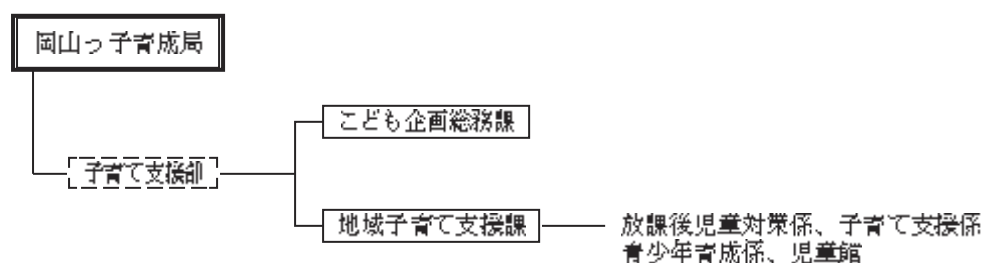 岡山っ子育成局
こども企画総務課
子育て支援部
地域子育て支援課
放課後児童対策係、子育て支援係
青少年育成係、児童館